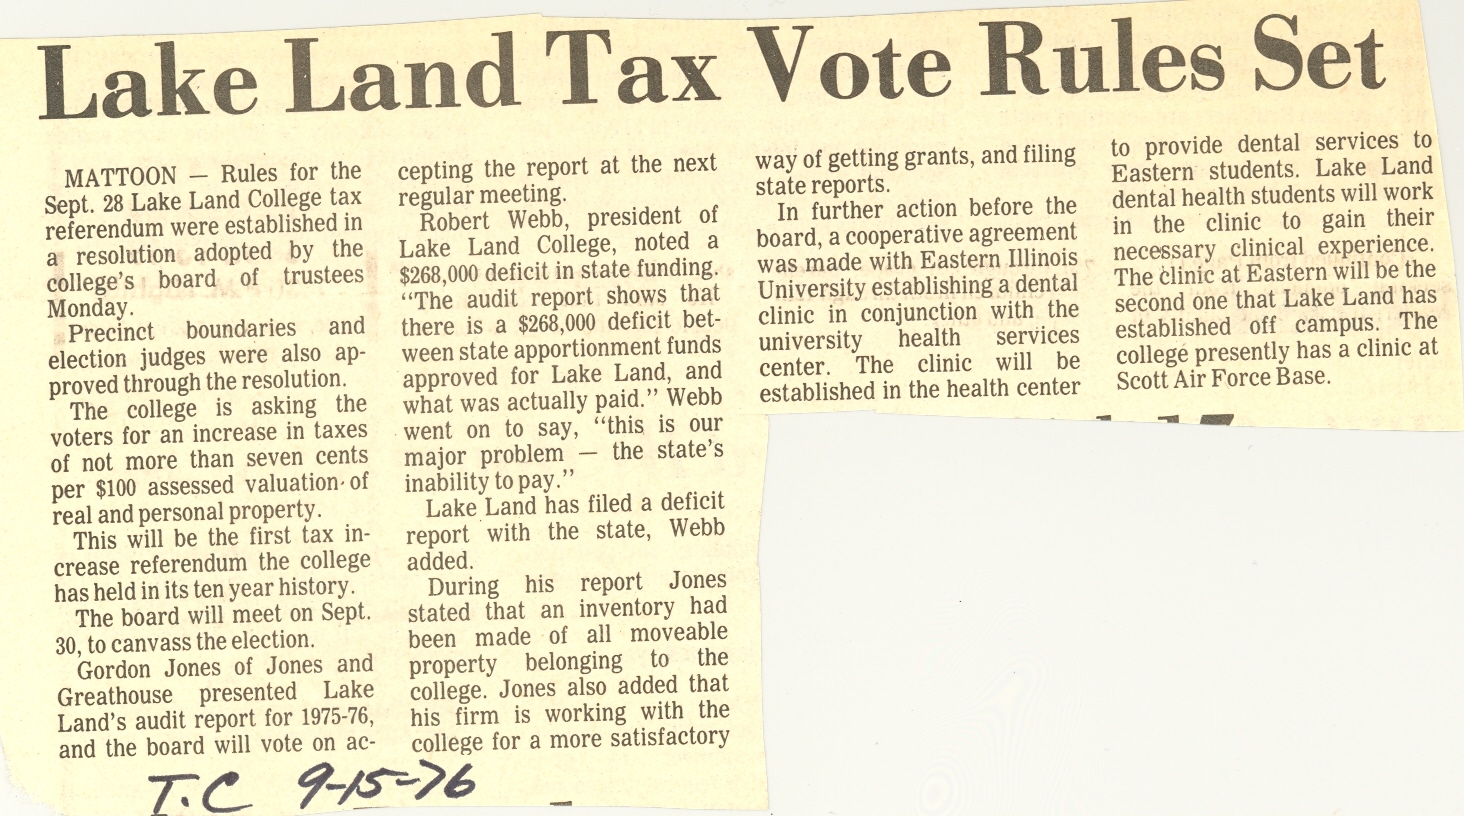 Lake Land Tax Vote Rules Set
MATTOON — Rules for the
Sept. 28 Lake Land College tax
referendum were established in
a resolution adopted by the
college's board of trustees
Monday.
Precinct boundaries and
election judges were also ap-
proved through the resolution.
The college is asking the
voters for an increase in taxes
of not more than seven cents
per $100 assessed valuation of
real and personal property.
This will be the first tax in-
crease referendum the college
has held in its ten year history.
The board will meet on Sept.
30, to canvass the election.
Gordon Jones of Jones and
Greathouse presented Lake
Land's audit report for 1975-76,
and the board will vote on ac-
cepting the report at the next
regular meeting.
Robert Webb, president of
Lake Land College, noted a
$268,000 deficit in state funding.
“The audit report shows that
there is a $268,000 deficit bet-
ween state apportionment funds
approved for Lake Land, and
what was actually paid.” Webb
went on to say, “this is our
major problem — the state's
inability to pay.”
Lake Land has filed a deficit
report with the state, Webb
added.
During his report Jones
stated that an inventory had
been made of all moveable
property belonging to the
college. Jones also added that
his firm is working with the
college for a more satisfactory
way of getting grants, and filing
state reports.
In further action before the
board, a cooperative agreement
was made with Eastern Illinois
University establishing a dental
clinic in conjunction with the
university health services
center. The clinic will be
established in the health center
to provide dental services to
Eastern students. Lake Land
dental health students will work
in the clinic to gain their
necessary clinical experience.
The clinic at Eastern will be the
second one that Lake Land has
established off campus. The
college presently has a clinic at
Scott Air Force Base.
T.C 9-15-76